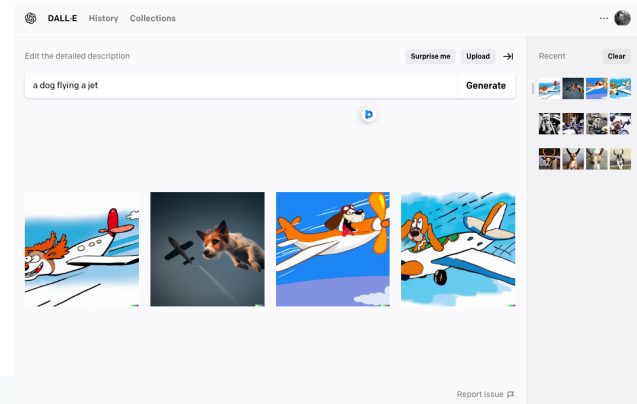 DALL·E History Collections
Edit the detailed description
Surprise me Upload
Recent Clear
a dog flying a jet Generate
Report issue